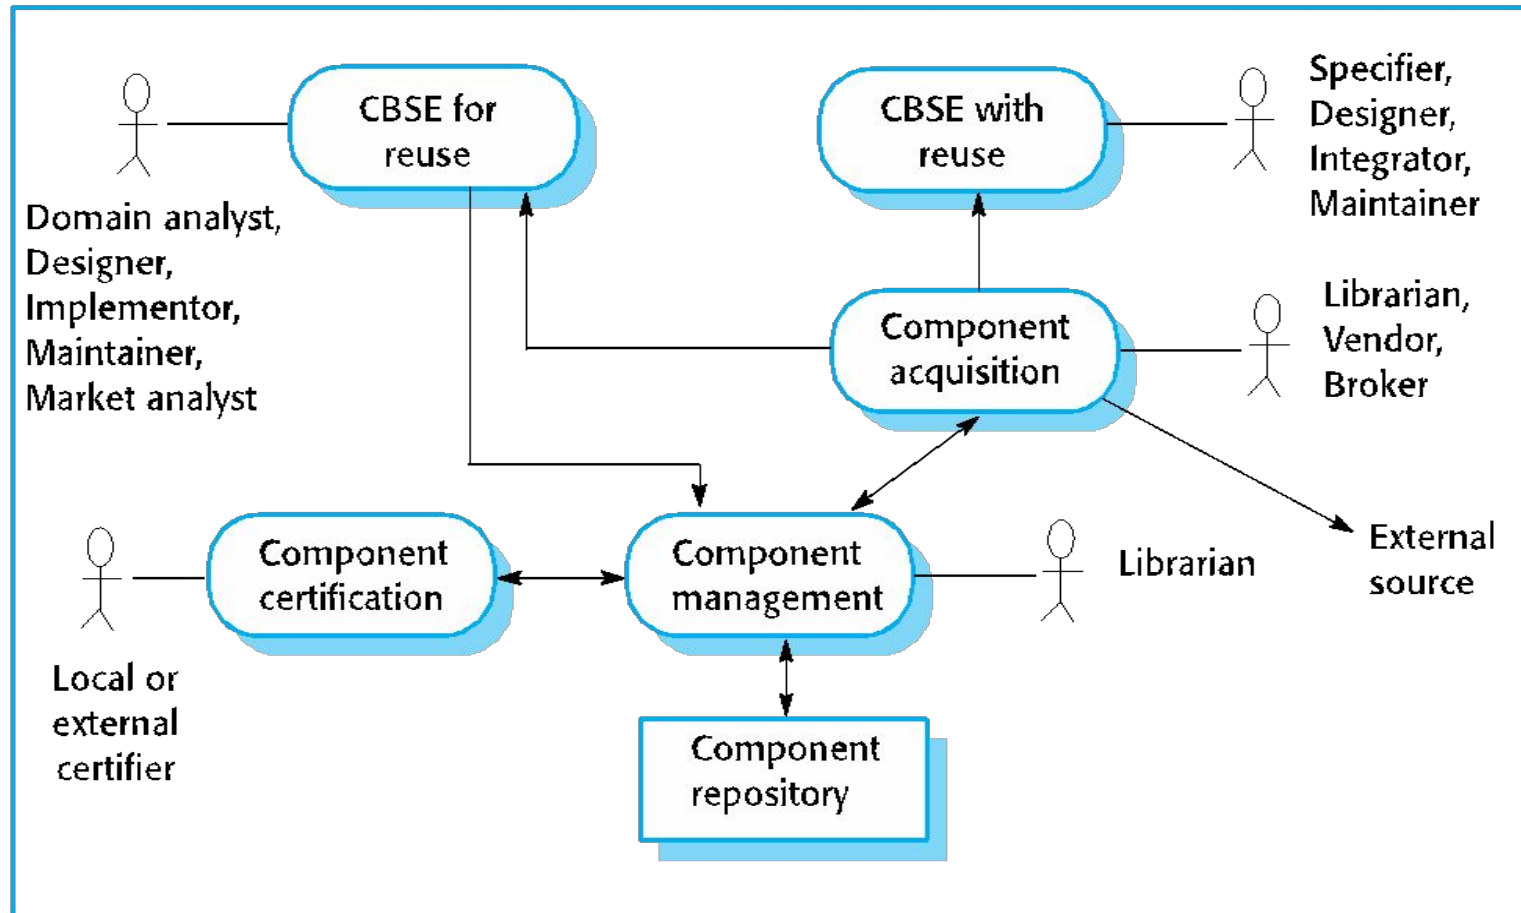 CBSE for
reuse
CBSE with
reuse
Specifier,
Designer,
Integrator,
Maintainer
Domain analyst,
Designer,
Implementor,
Maintainer,
Market analyst
Component
acquisition
Librarian,
Vendor,
Broker
Component
certification
Component
management
Librarian
External
source
Local or
external
certifier
Component
repository